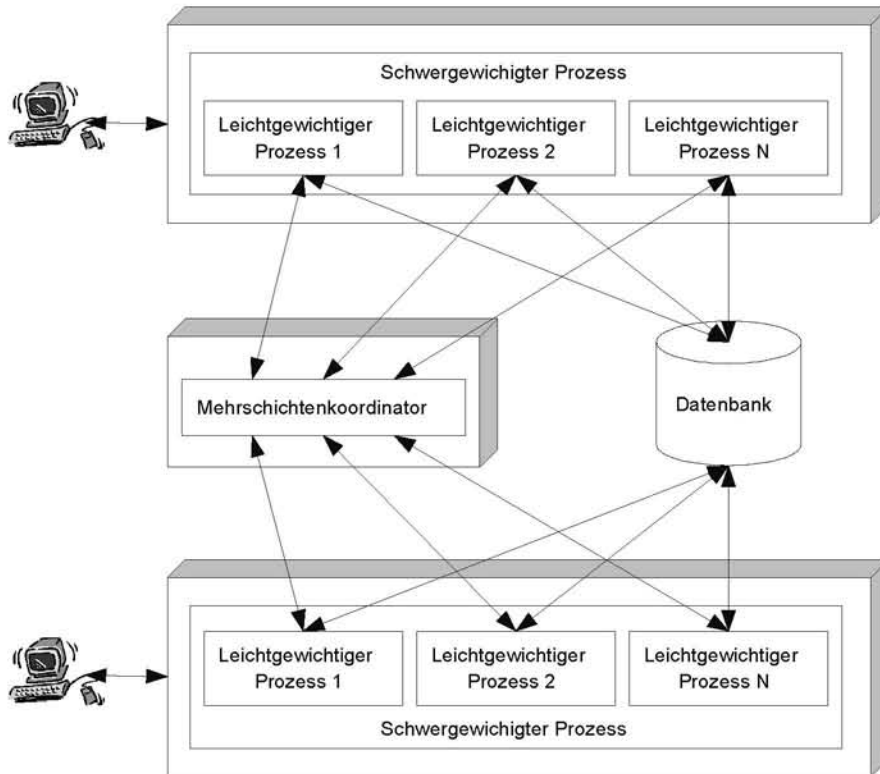 Schwergewichigter Prozess
Leichtgewichtiger
Prozess 1
Leichtgewichtiger
Prozess 2
Leichtgewichtiger
Prozess N
Mehrschichtenkoordinator
Datenbank
Leichtgewichtiger
Prozess 1
Leichtgewichtiger
Prozess 2
Leichtgewichtiger
Prozess N
Schwergewichigter Prozess